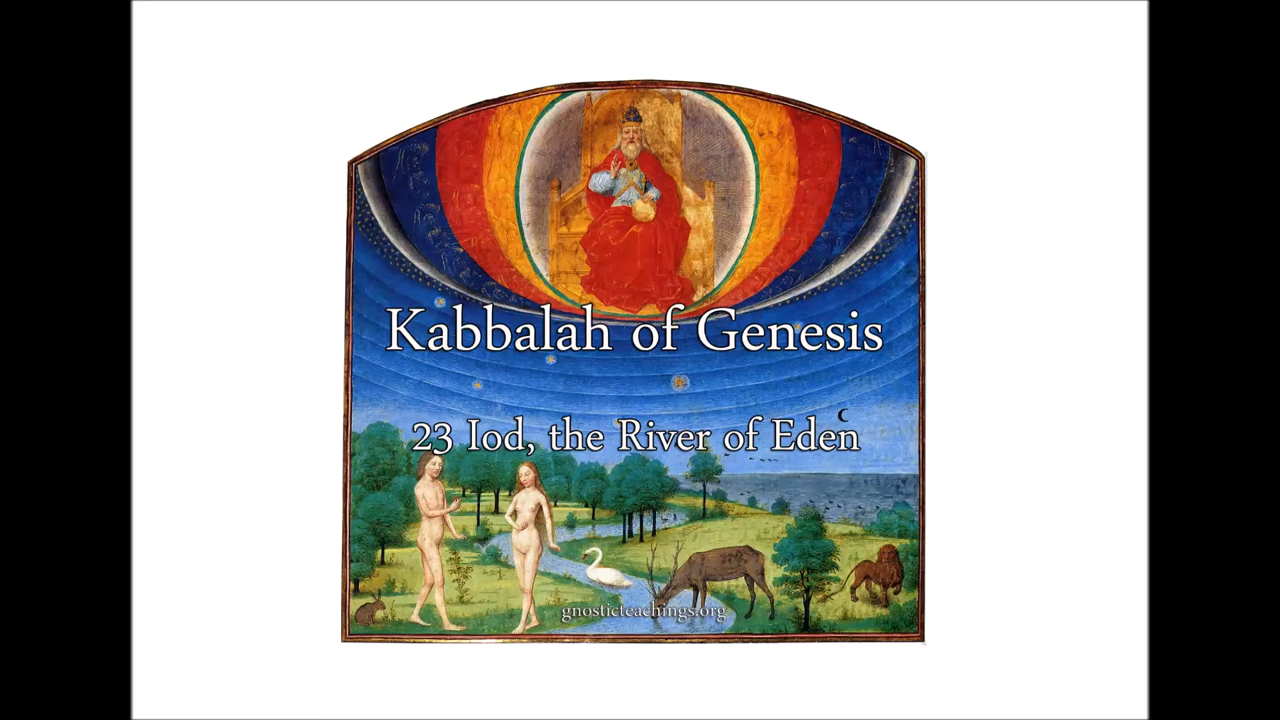 Kabbalah of Genesis
23 Iod, the River of Eden
gnosticteachings.org